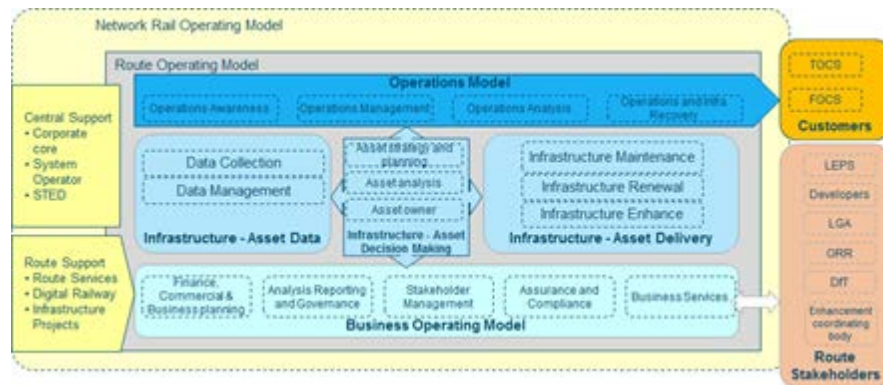 Network Rail Operating Model
Route Operating Model
Operations Model
Operations Awareness
Operations Management
Operations Analysis
Operations and Infra
Recovery
Central Support
• Corporate
core
• System
Operator
• STED
Data Collection
Data Management
Infrastructure - Asset Data
Asset strategy and
planning
Asset analysis
Asset owner
Infrastructure - Asset
Decision Making
Infrastructure Maintenance
Infrastructure Renewal
Infrastructure Enhance
Infrastructure - Asset Delivery
Route Support
• Route Services
• Digital Railway
• Infrastructure
Projects
Finance,
Commercial &
Business planning
Analysis Reporting
and Governance
Stakeholder
Management
Assurance and
Compliance
Business Services
Business Operating Model
TOCS
FOCS
Customers
LEPS
Developers
LGA
ORR
DfT
Enhancement
coordinating
body
Route
Stakeholders